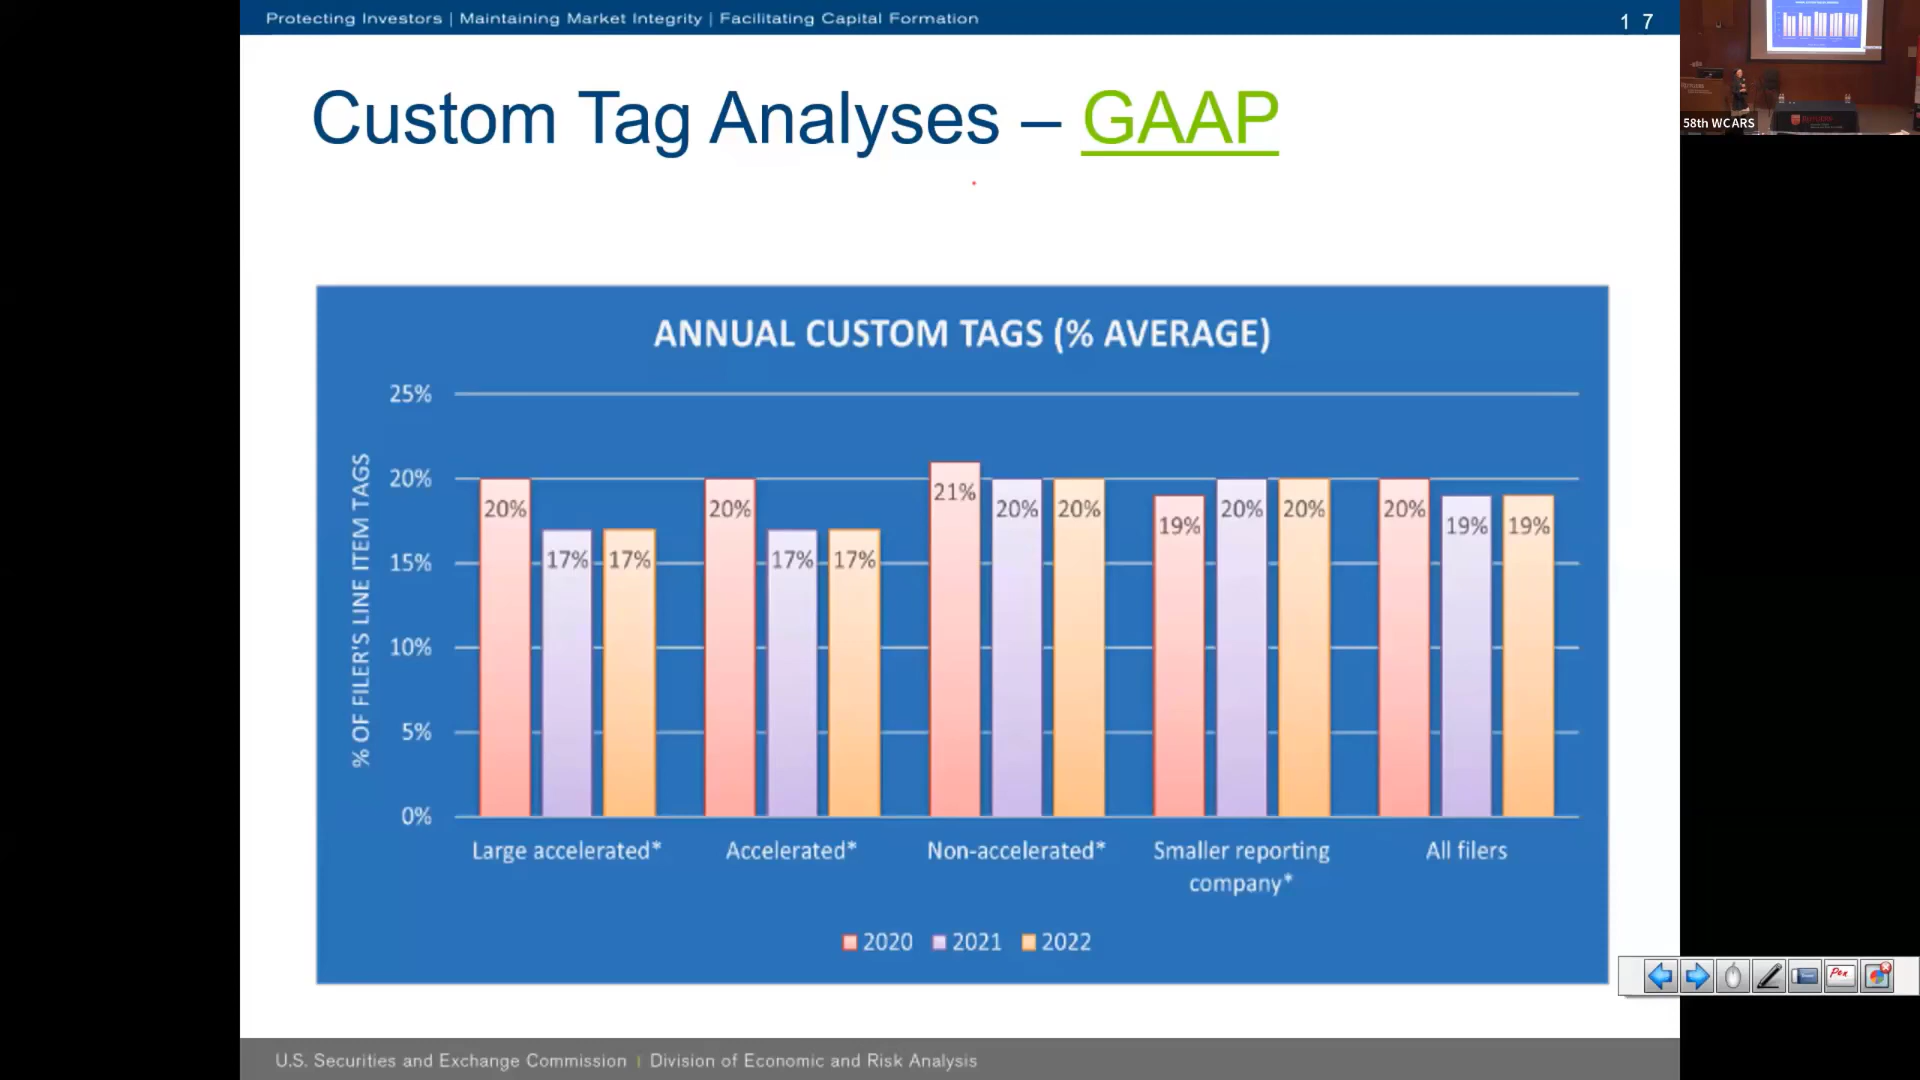 Protecting Investors | Maintaining Market Integrity | Facilitating Capital Formation
1 7
Custom Tag Analyses – GAAP
58th WCARS
ANNUAL CUSTOM TAGS (% AVERAGE)
% OF FILER'S LINE ITEM TAGS
25%
20%
15%
10%
5%
0%
20% 17% 17%
20% 17% 17%
21% 20% 20%
19% 20% 20%
20% 19% 19%
Large accelerated*
Accelerated*
Non-accelerated*
Smaller reporting
company*
All filers
2020 2021 2022
Pen
U.S. Securities and Exchange Commission | Division of Economic and Risk Analysis